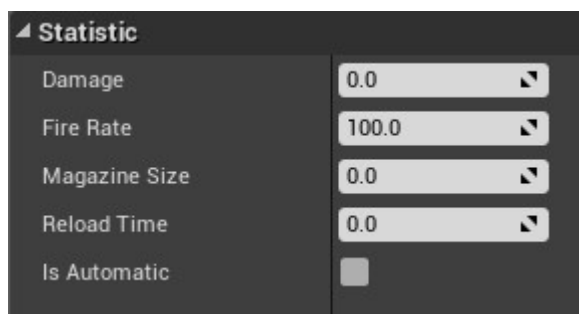 Statistic
Damage 0.0
Fire Rate 100.0
Magazine Size 0.0
Reload Time 0.0
Is Automatic